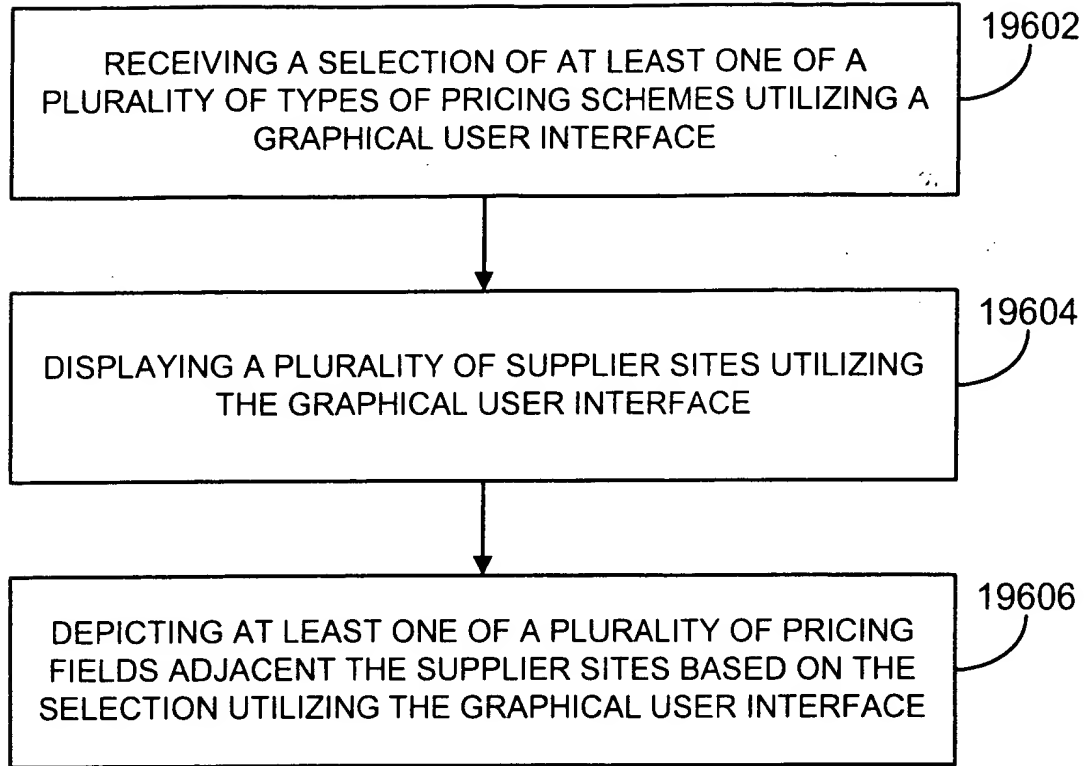 19602
RECEIVING A SELECTION OF AT LEAST ONE OF A
PLURALITY OF TYPES OF PRICING SCHEMES UTILIZING A
GRAPHICAL USER INTERFACE
19604
DISPLAYING A PLURALITY OF SUPPLIER SITES UTILIZING
THE GRAPHICAL USER INTERFACE
19606
DEPICTING AT LEAST ONE OF A PLURALITY OF PRICING
FIELDS ADJACENT THE SUPPLIER SITES BASED ON THE
SELECTION UTILIZING THE GRAPHICAL USER INTERFACE